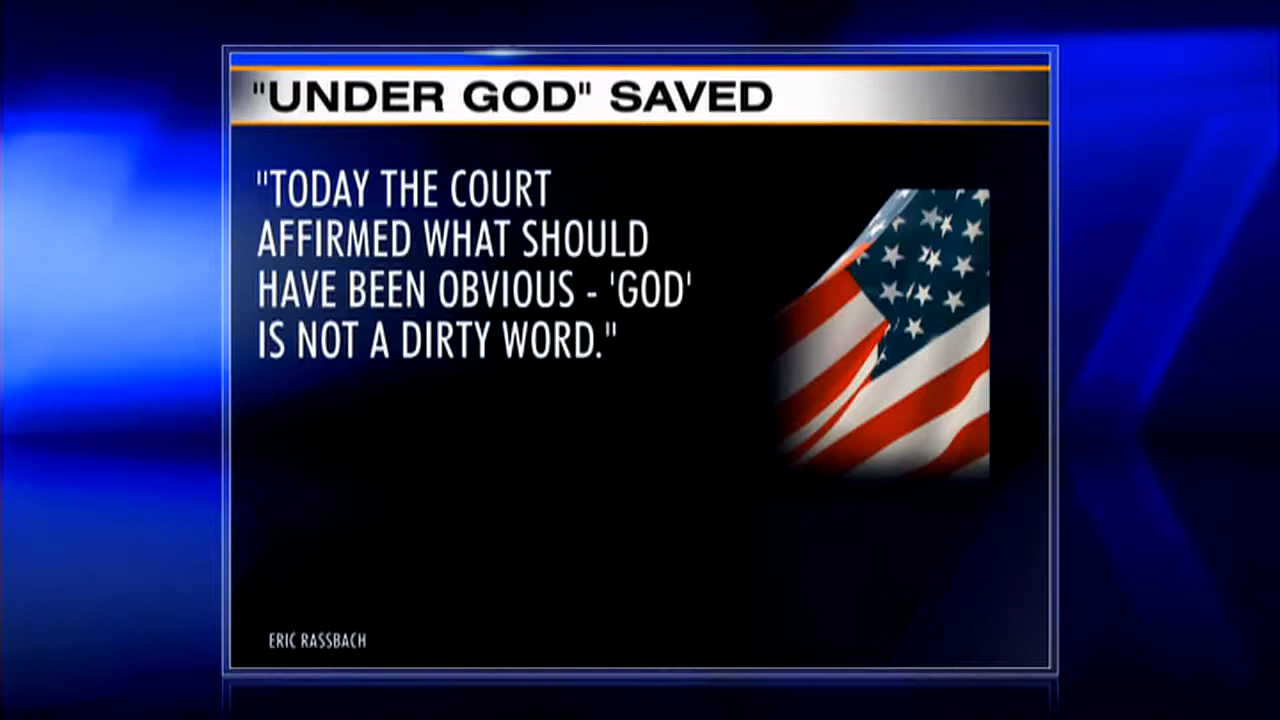 "UNDER GOD" SAVED
"TODAY THE COURT
AFFIRMED WHAT SHOULD
HAVE BEEN OBVIOUS - 'GOD'
IS NOT A DIRTY WORD."
ERIC RASSBACH